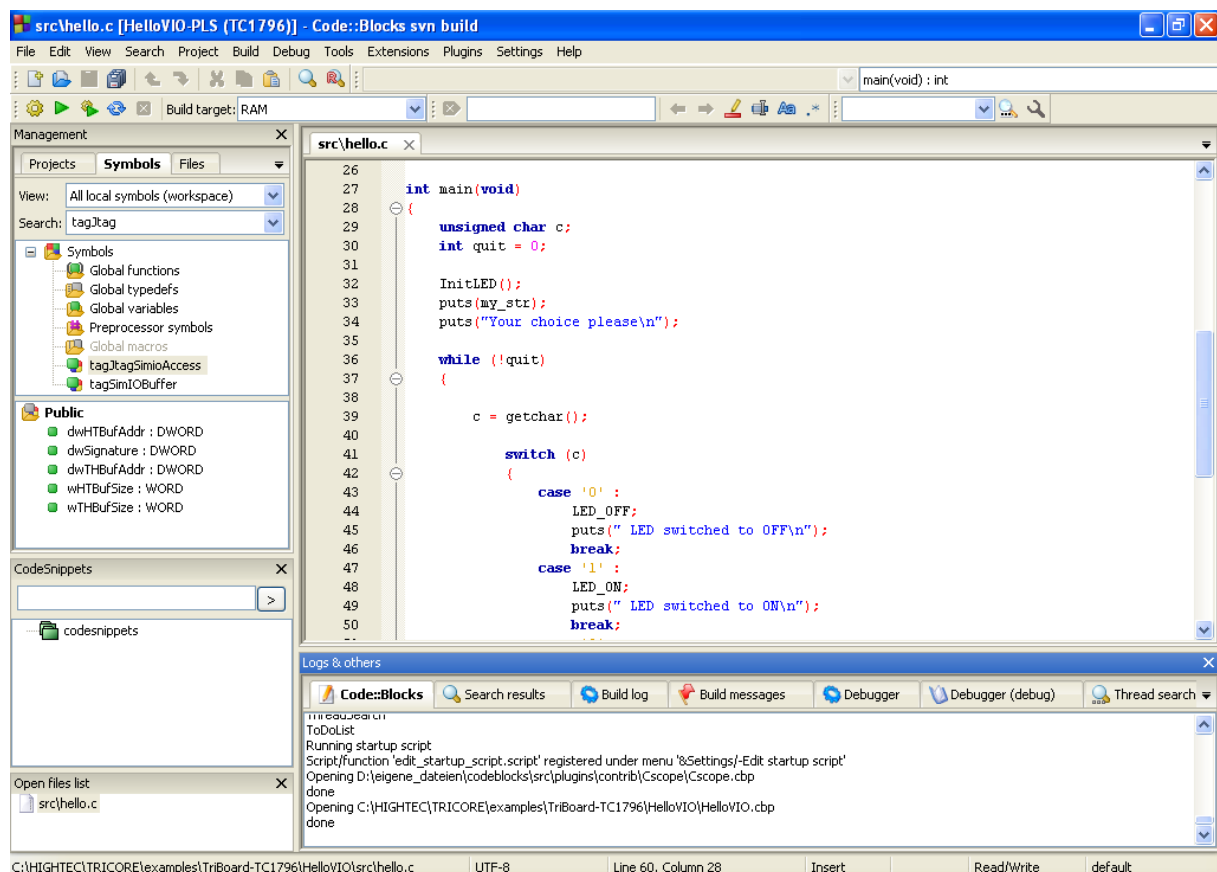 src\hello.c [HelloVIO-PLS (TC1796)] - Code::Blocks svn build
File Edit View Search Project Build Debug Tools Extensions Plugins Settings Help
main(void) : int
Build target: RAM
Management
Projects Symbols Files
View: All local symbols (workspace)
Search: tagJtag
Symbols
Global functions
Global typedefs
Global variables
Preprocessor symbols
Global macros
tagJtagSimioAccess
tagSimIOBuffer
Public
dwHTBufAddr : DWORD
dwSignature : DWORD
dwTHBufAddr : DWORD
wHTBufSize : WORD
wTHBufSize : WORD
CodeSnippets
>
codesnippets
Open files list
src\hello.c
src\hello.c
26
27 int main(void)
28 {
29 unsigned char c;
30 int quit = 0;
31
32 InitLED();
33 puts(my_str);
34 puts("Your choice please\n");
35
36 while (!quit)
37 {
38
39 c = getchar();
40
41 switch (c)
42 {
43 case '0' :
44 LED_OFF;
45 puts(" LED switched to OFF\n");
46 break;
47 case '1' :
48 LED_ON;
49 puts(" LED switched to ON\n");
50 break;
Logs & others
Code::Blocks Search results Build log Build messages Debugger Debugger (debug) Thread search
ThreadSearch
ToDoList
Running startup script
Script/function 'edit_startup_script.script' registered under menu '&Settings/-Edit startup script'
Opening D:\eigene_dateien\codeblocks\src\plugins\contrib\Cscope\Cscope.cbp
done
Opening C:\HIGHTEC\TRICORE\examples\TriBoard-TC1796\HelloVIO\HelloVIO.cbp
done
C:\HIGHTEC\TRICORE\examples\TriBoard-TC1796\HelloVIO\src\hello.c UTF-8 Line 60, Column 28 Insert Read/Write default